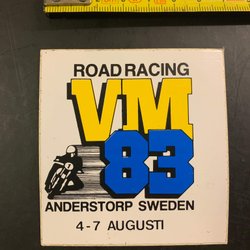 ROAD RACING
VM
83
ANDERSTORP SWEDEN
4-7 AUGUSTI